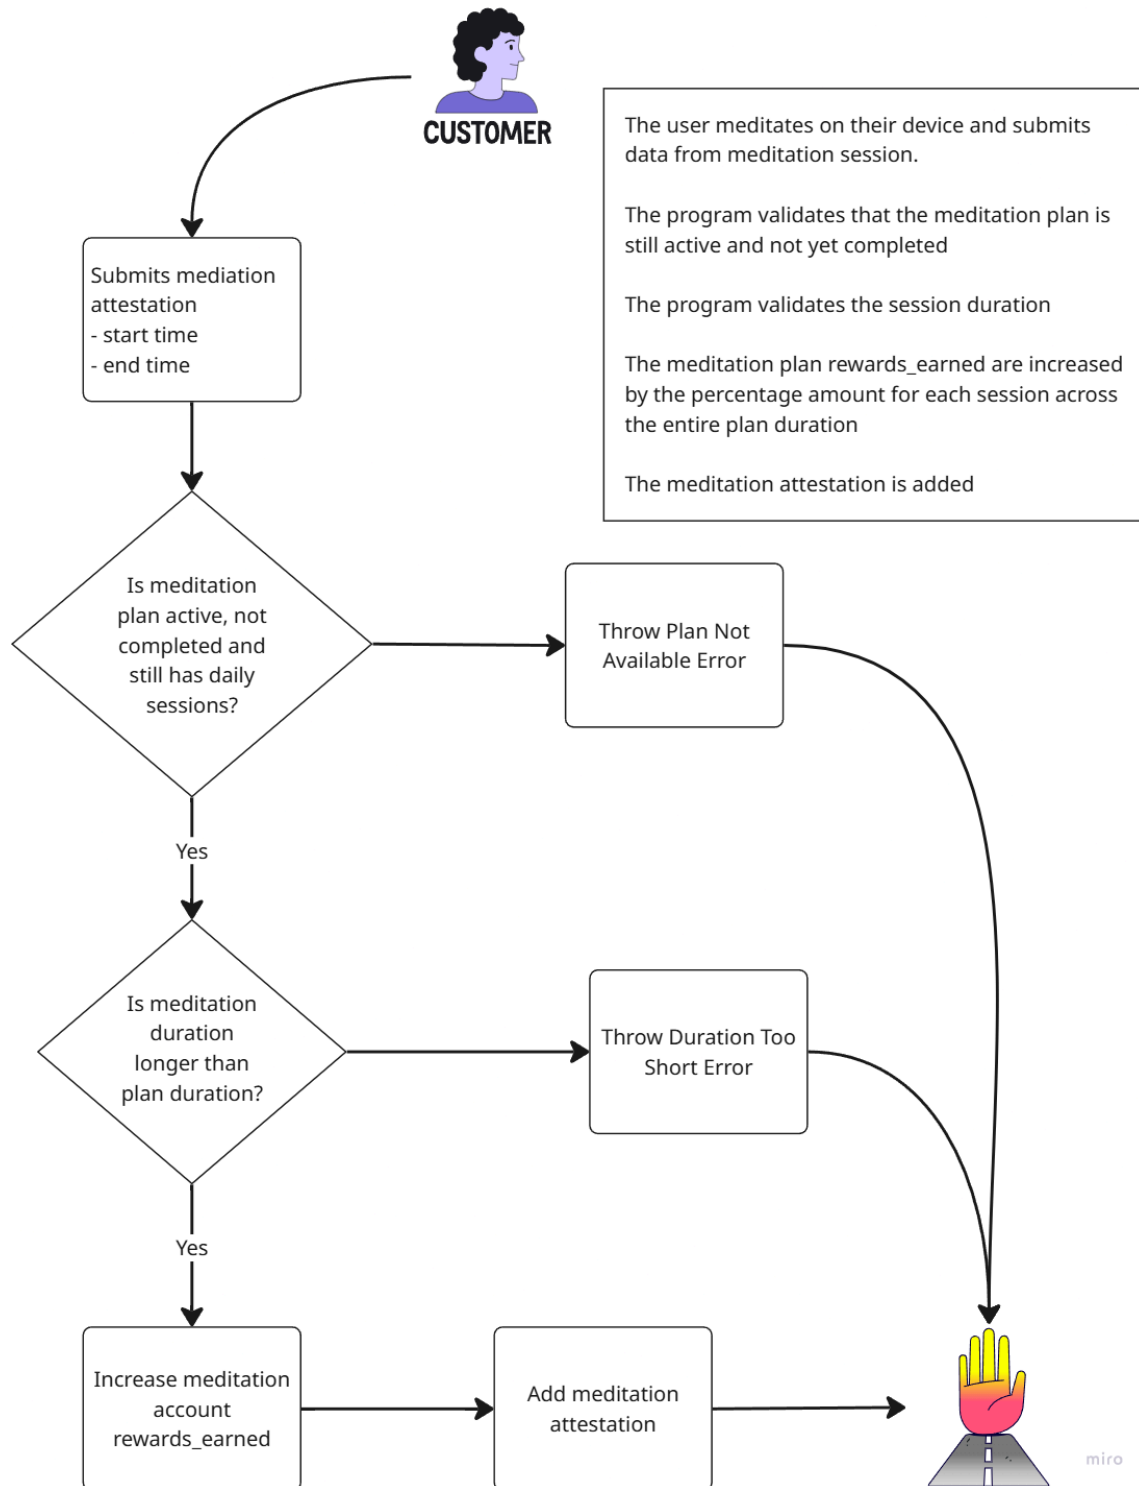 CUSTOMER
The user meditates on their device and submits
data from meditation session.
The program validates that the meditation plan is
still active and not yet completed
The program validates the session duration
The meditation plan rewards_earned are increased
by the percentage amount for each session across
the entire plan duration
The meditation attestation is added
Submits mediation
attestation
- start time
- end time
Is meditation
plan active, not
completed and
still has daily
sessions?
Throw Plan Not
Available Error
Yes
Is meditation
duration
longer than
plan duration?
Throw Duration Too
Short Error
Yes
Increase meditation
account
rewards_earned
Add meditation
attestation
miro